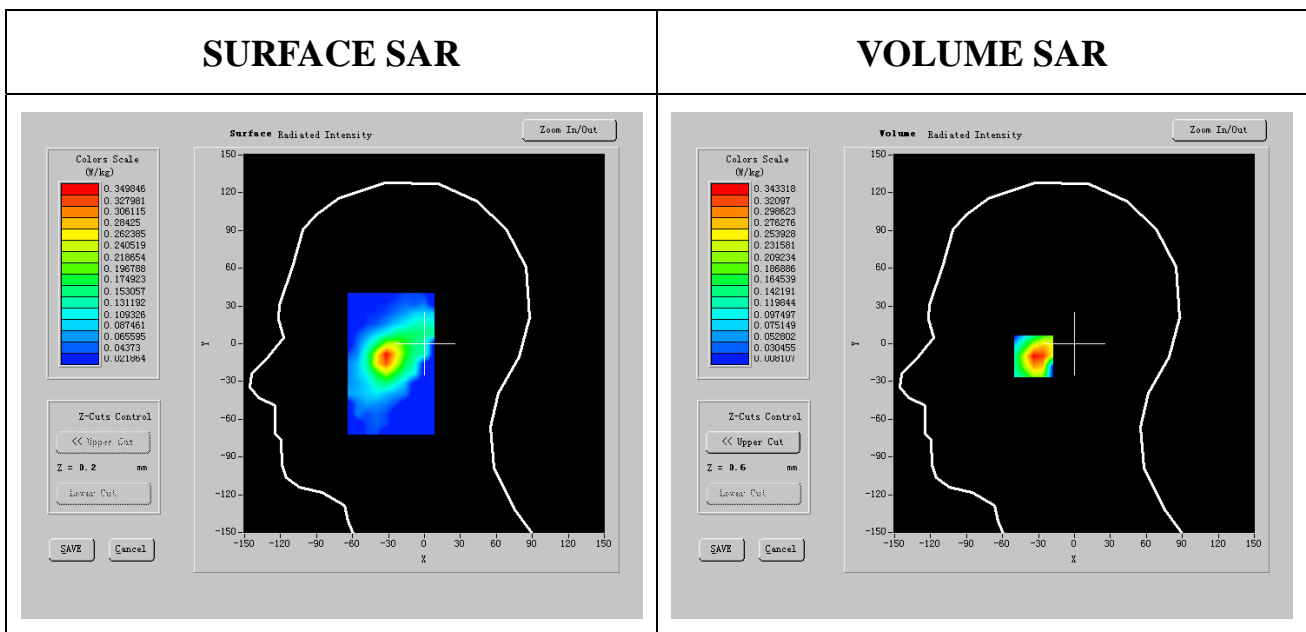 SURFACE SAR
VOLUME SAR
Surface Radiated Intensity
Zoom In/Out
Colors Scale
(W/kg)
0.349846
0.327981
0.306115
0.28425
0.262385
0.240519
0.218654
0.196788
0.174923
0.153057
0.131192
0.109326
0.087461
0.065595
0.04373
0.021864
Z-Cuts Control
<< Upper Cut
Z = 0.2 mm
Lower Cut
SAVE
Cancel
150
120
90
60
30
0
-30
-60
-90
-120
-150
Y
-150 -120 -90 -60 -30 0 30 60 90 120 150
X
Volume Radiated Intensity
Zoom In/Out
Colors Scale
(W/kg)
0.343318
0.32097
0.298623
0.276276
0.253928
0.231581
0.209234
0.186886
0.164539
0.142191
0.119844
0.097497
0.075149
0.052802
0.030455
0.008107
Z-Cuts Control
<< Upper Cut
Z = 0.6 mm
Lower Cut
SAVE
Cancel
150
120
90
60
30
0
-30
-60
-90
-120
-150
Y
-150 -120 -90 -60 -30 0 30 60 90 120 150
X